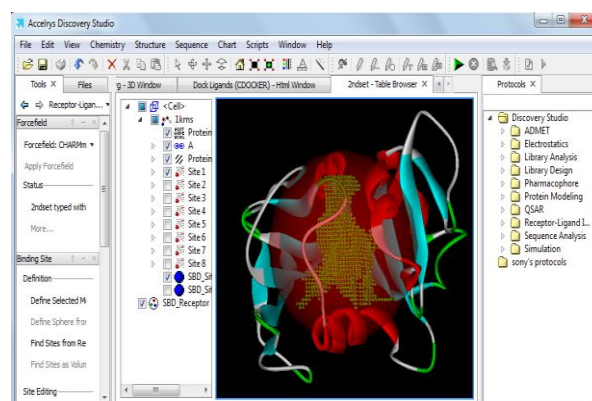 Accelrys Discovery Studio
File Edit View Chemistry Structure Sequence Chart Scripts Window Help
Tools Files
ng - 3D Window Dock Ligands (CDOCKER) - Html Window 2ndset - Table Browser
Protocols
Receptor-Ligan...
Forcefield
Forcefield: CHARMm
Apply Forcefield
Status
2ndset typed with
More...
Binding Site
Definition
Define Selected M
Define Sphere fro
Find Sites from Re
Find Sites as Volum
Site Editing
<Cell>
1kms
Protein
A
Protein
Site 1
Site 2
Site 3
Site 4
Site 5
Site 6
Site 7
Site 8
SBD_Sit
SBD_Sit
SBD_Receptor
Discovery Studio
ADMET
Electrostatics
Library Analysis
Library Design
Pharmacophore
Protein Modeling
QSAR
Receptor-Ligand I...
Sequence Analysis
Simulation
sony's protocols